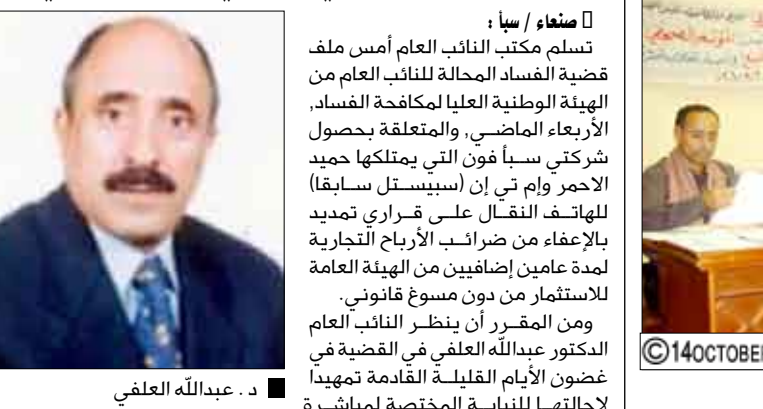 صنعاء / سبأ :
تسلم مكتب النائب العام أمس ملف
قضية الفساد المحالة للنائب العام من
الهيئة الوطنية العليا لمكافحة الفساد,
الأربعاء الماضي, والمتعلقة بحصول
شركتي سبأ فون التي يمتلكها حميد
الاحمر وإم تي إن (سبيستل سابقا)
للهاتف النقال على قراري تمديد
بالإعفاء من ضرائب الأرباح التجارية
لمدة عامين إضافيين من الهيئة العامة
للاستثمار من دون مسوغ قانوني.
ومن المقرر أن ينظر النائب العام
الدكتور عبدالله العلفي في القضية في
غضون الأيام القليلة القادمة تمهيدا
لاحالتها للنيابة المختصة لمباشرة
د . عبدالله العلفي
©14OCTOBER